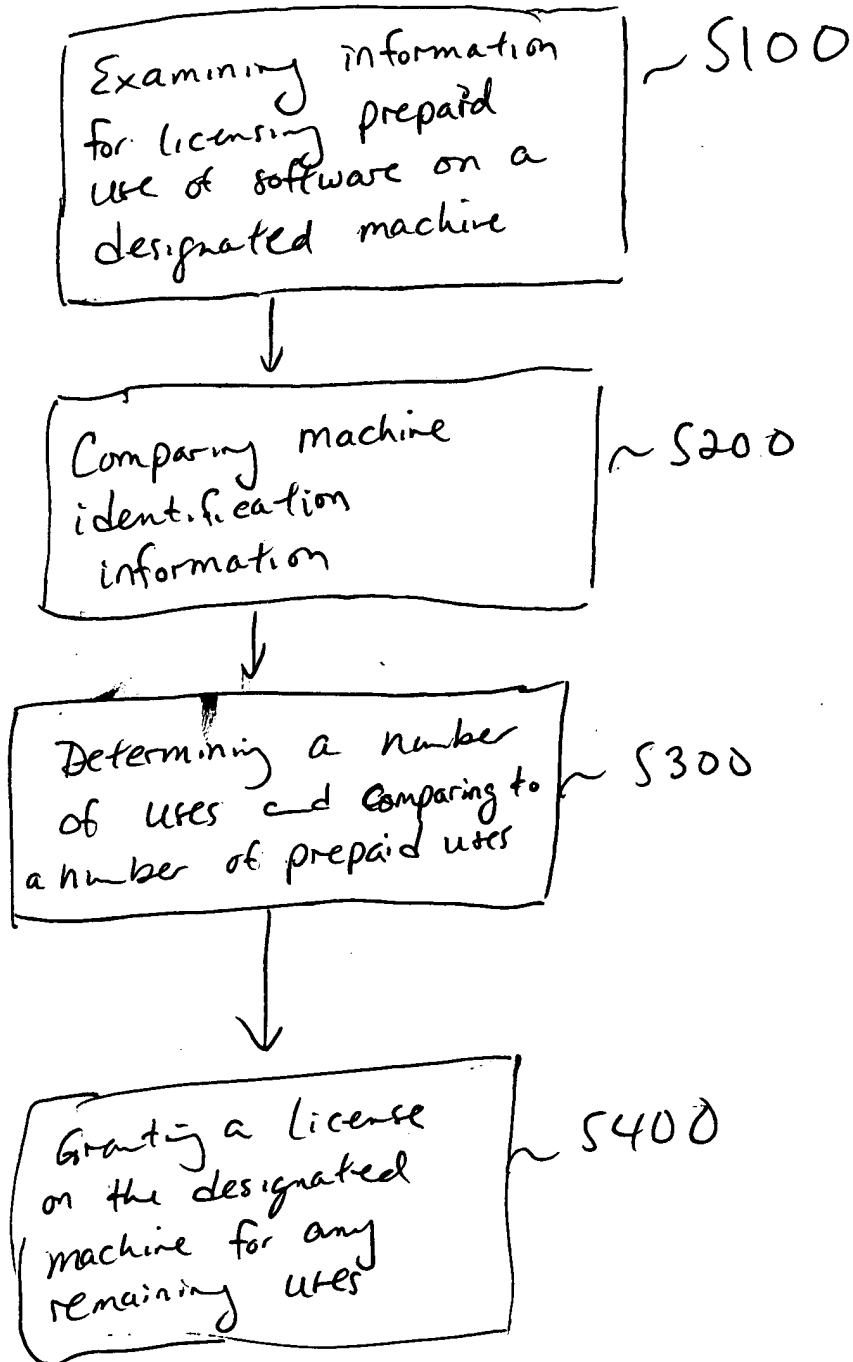 Examining information
for licensing prepaid
use of software on a
designated machine
~ S100
Comparing machine
identification
information
~ S200
Determining a number
of uses and comparing to
a number of prepaid uses
~ S300
Granting a license
on the designated
machine for any
remaining uses
~ S400